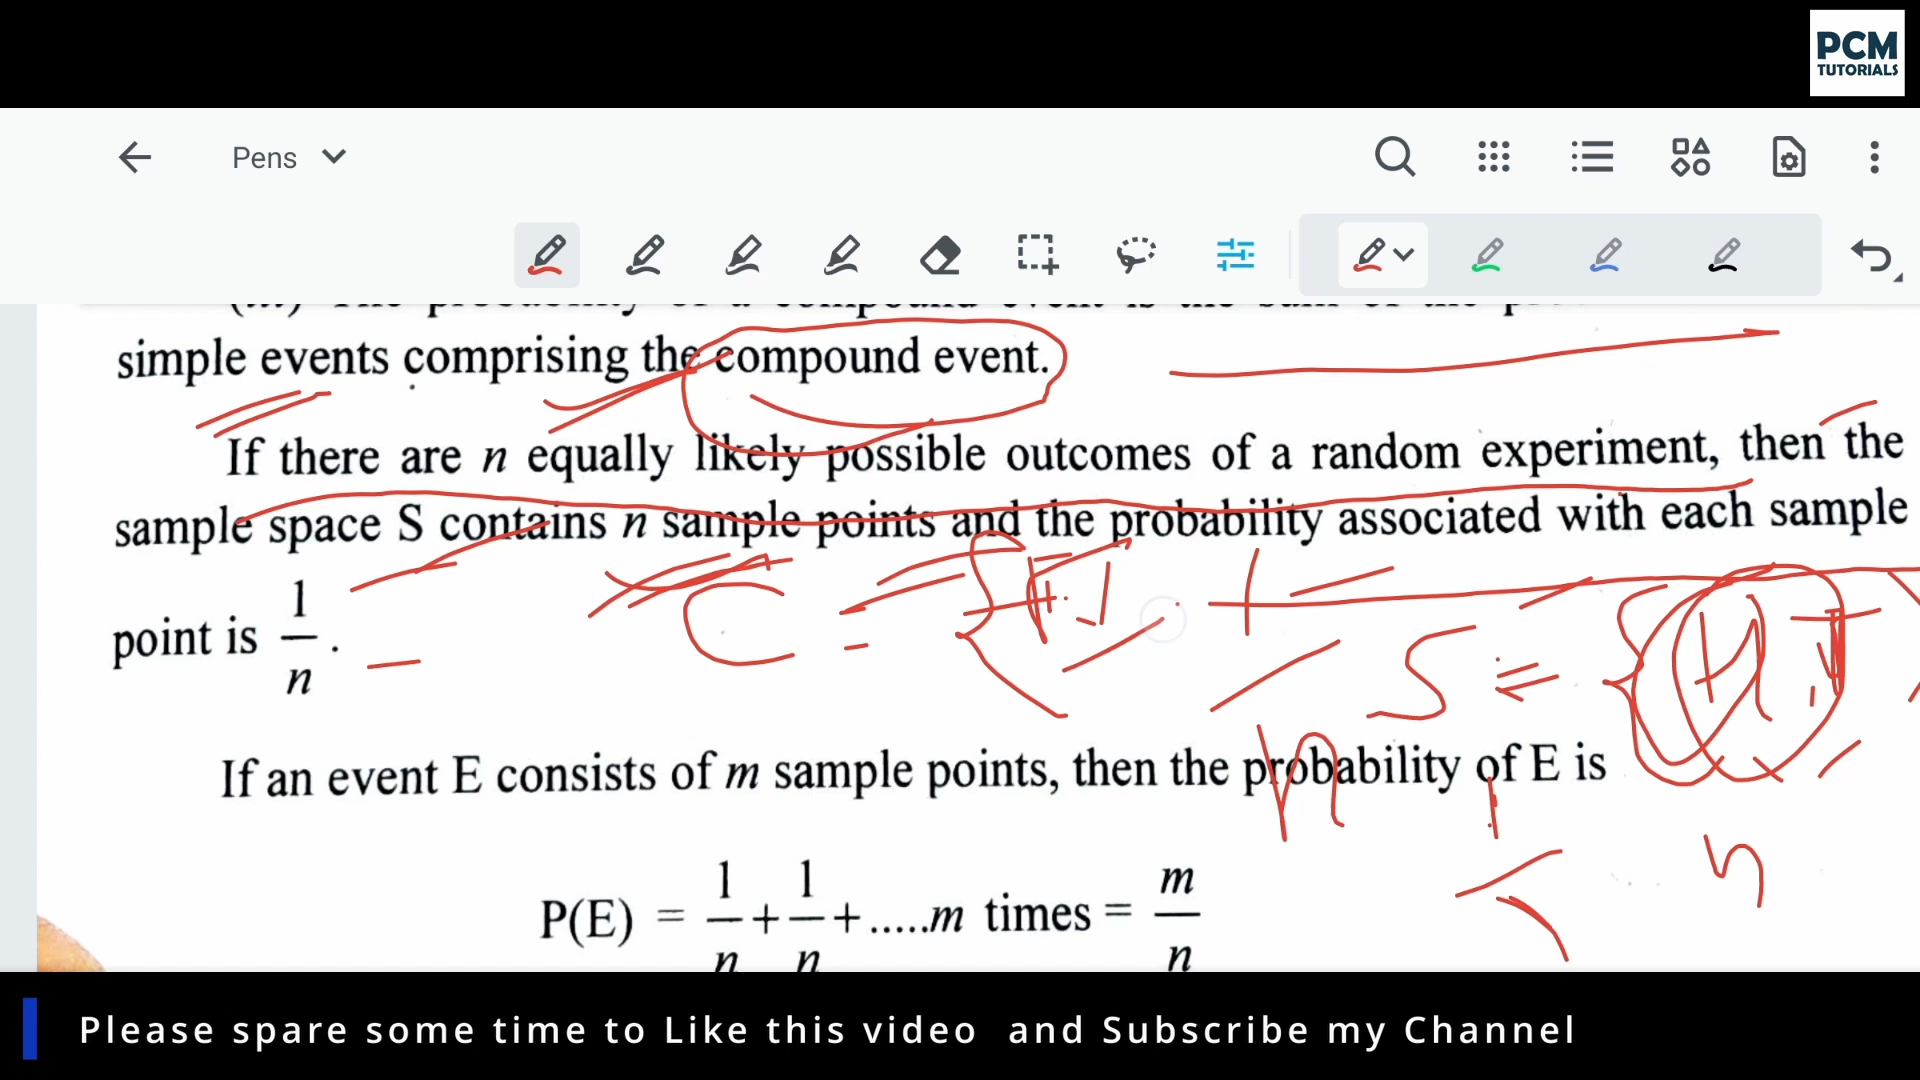 PCM
TUTORIALS
Pens
simple events comprising the compound event.
If there are n equally likely possible outcomes of a random experiment, then the
sample space S contains n sample points and the probability associated with each sample
point is 1/n.
C = {
S = {H, T
n
If an event E consists of m sample points, then the probability of E is
n
P(E) = 1/n + 1/n + .....m times = m/n
Please spare some time to Like this video and Subscribe my Channel